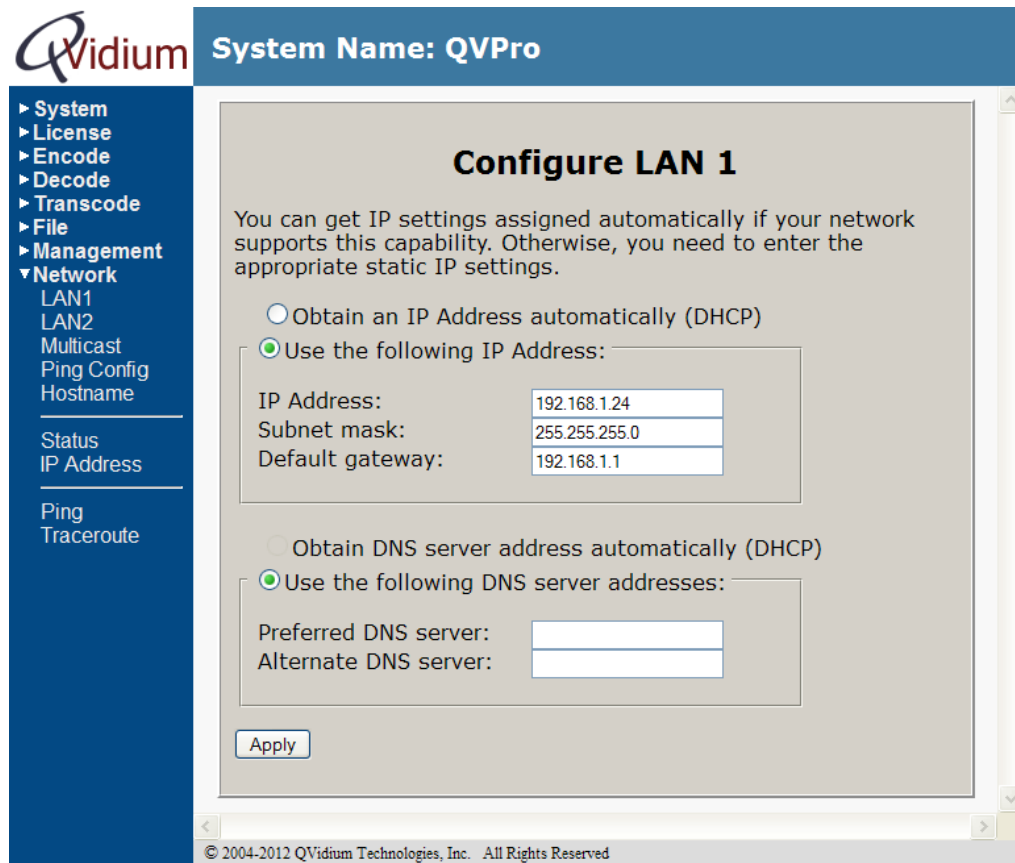 QVidium
System Name: QVPro
System
License
Encode
Decode
Transcode
File
Management
Network
LAN1
LAN2
Multicast
Ping Config
Hostname
Status
IP Address
Ping
Traceroute
Configure LAN 1
You can get IP settings assigned automatically if your network
supports this capability. Otherwise, you need to enter the
appropriate static IP settings.
Obtain an IP Address automatically (DHCP)
Use the following IP Address:
IP Address: 192.168.1.24
Subnet mask: 255.255.255.0
Default gateway: 192.168.1.1
Obtain DNS server address automatically (DHCP)
Use the following DNS server addresses:
Preferred DNS server:
Alternate DNS server:
Apply
© 2004-2012 QVidium Technologies, Inc. All Rights Reserved